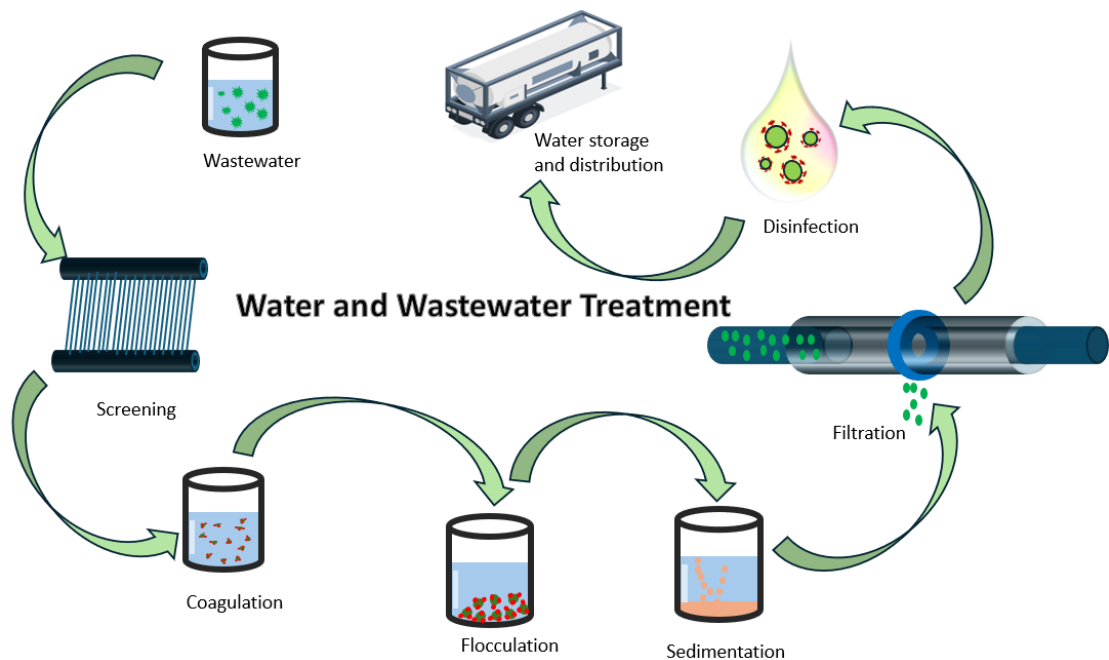 Wastewater
Water storage
and distribution
Disinfection
Water and Wastewater Treatment
Screening
Filtration
Coagulation
Flocculation
Sedimentation